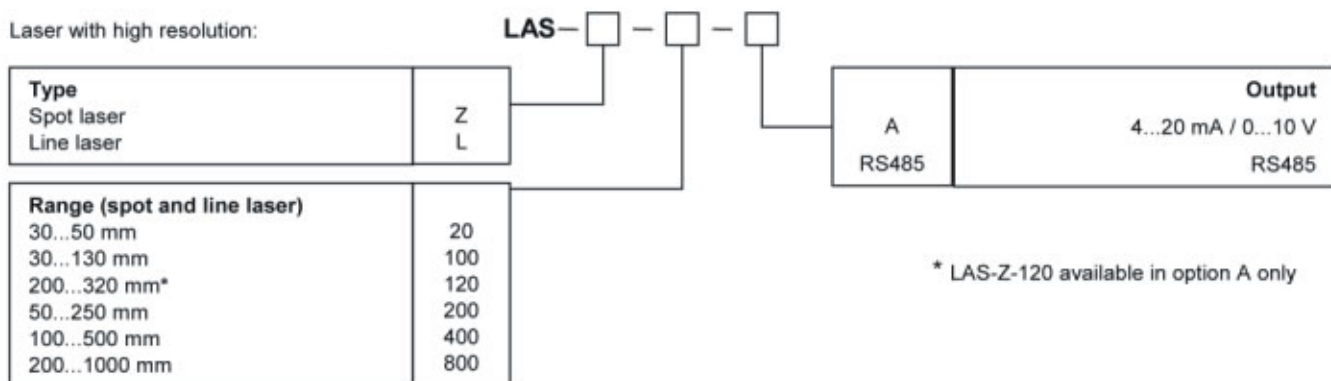 Laser with high resolution:
LAS– – –
Type
Spot laser Z
Line laser L
Output
A 4...20 mA / 0...10 V
RS485 RS485
Range (spot and line laser)
30...50 mm 20
30...130 mm 100
200...320 mm* 120
50...250 mm 200
100...500 mm 400
200...1000 mm 800
* LAS-Z-120 available in option A only